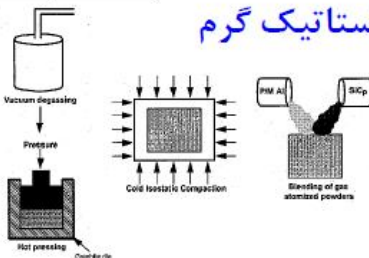 ستاتیک گرم
P/M Al
SiCp
Vacuum degassing
Pressure
Cold Isostatic Compaction
Blending of gas
atomized powders
Hot pressing